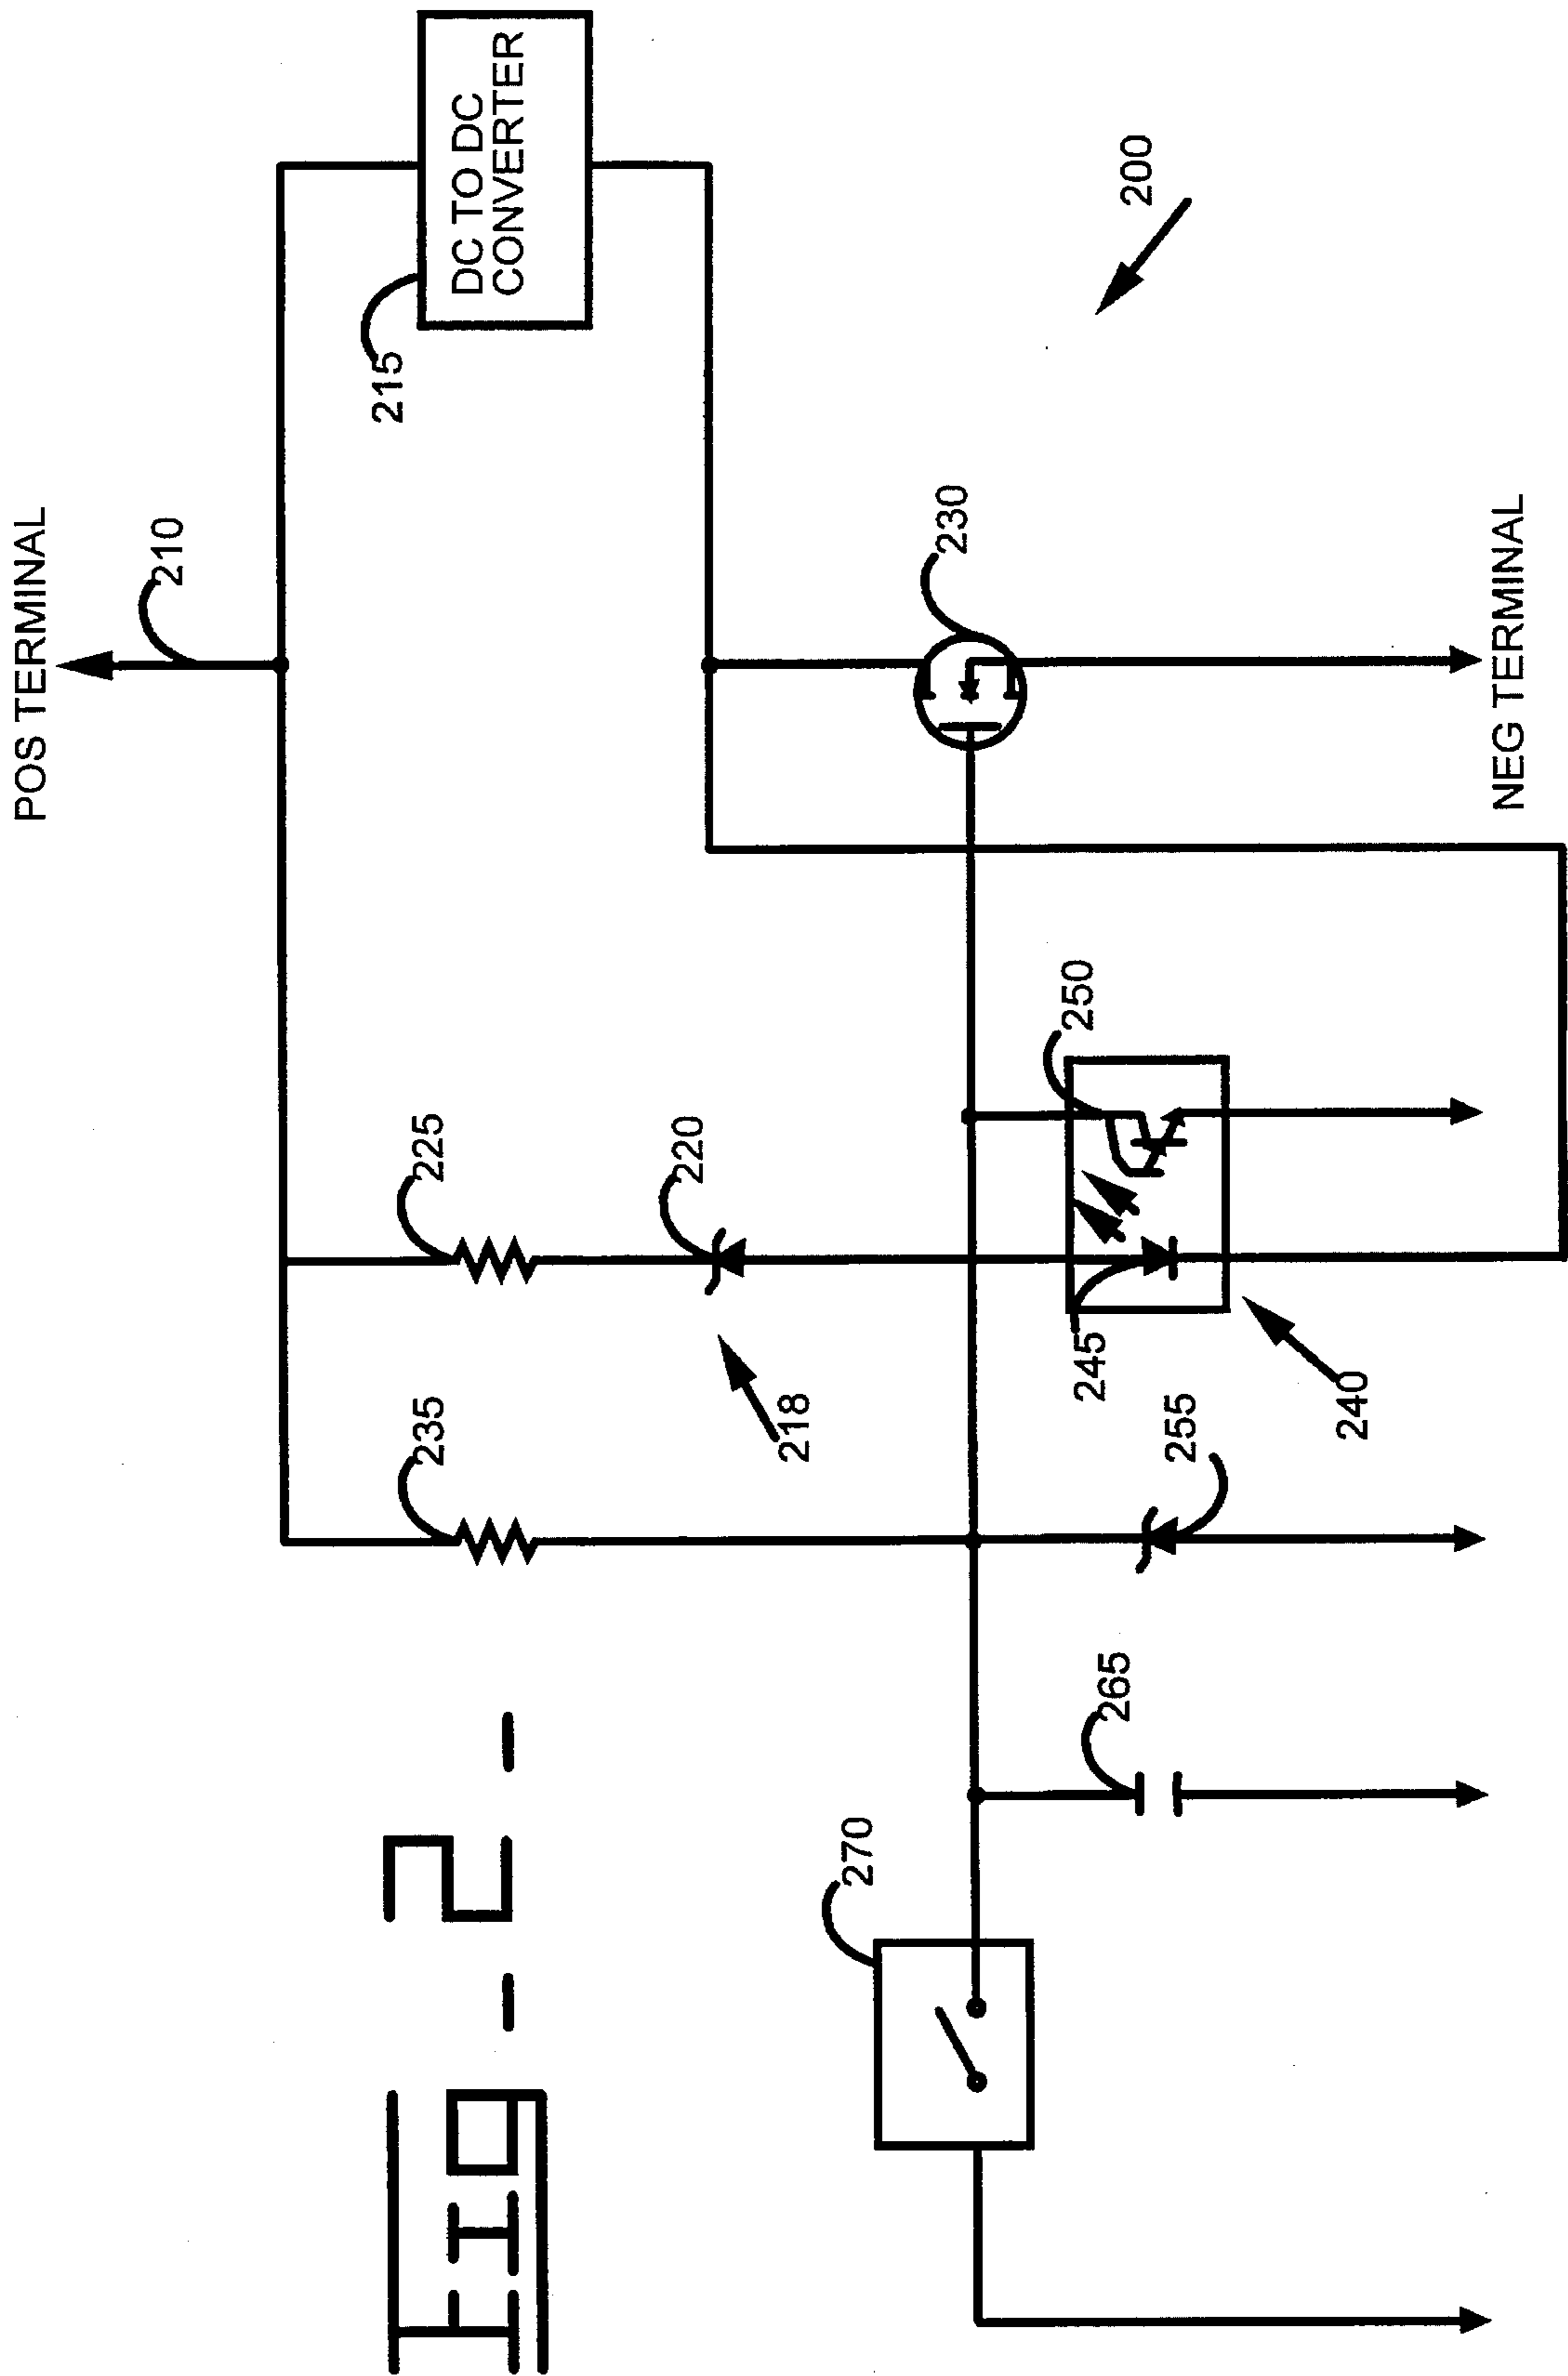 POS TERMINAL
210
235
225
215
DC TO DC
CONVERTER
Fig-2-
220
218
270
230
250
245
265
200
255
240
NEG TERMINAL